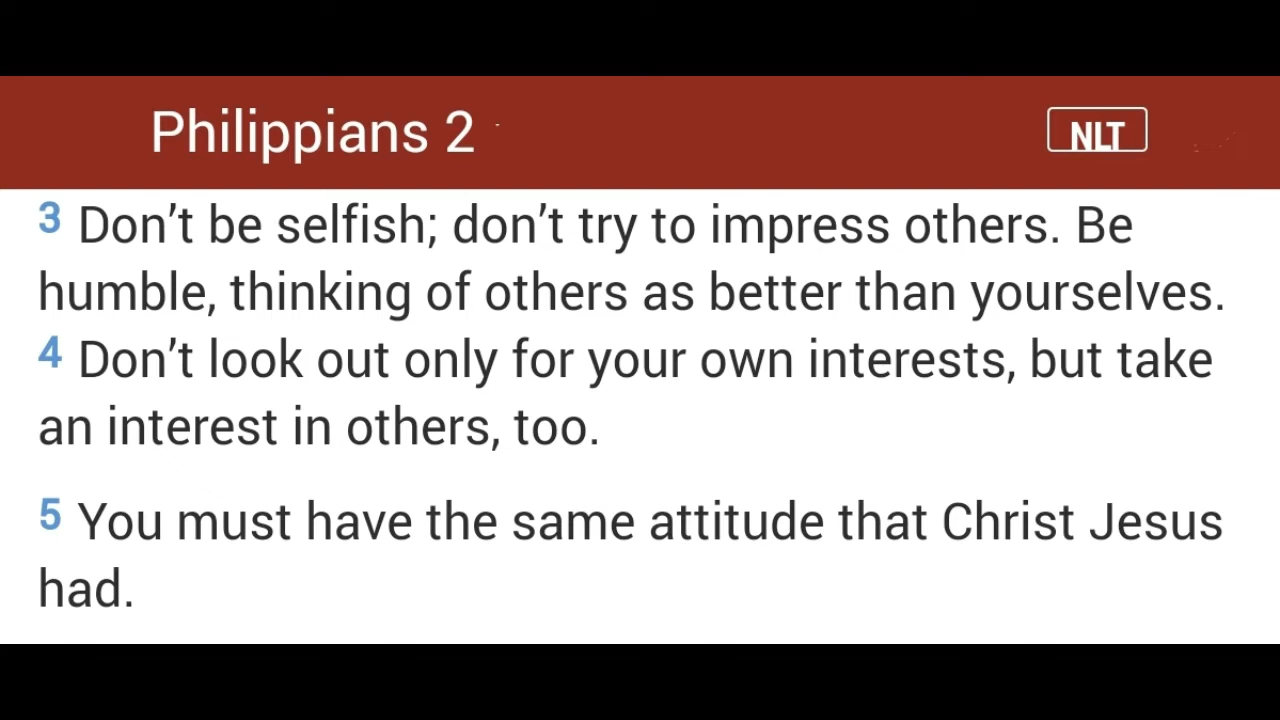 Philippians 2
NLT
3 Don’t be selfish; don’t try to impress others. Be
humble, thinking of others as better than yourselves.
4 Don’t look out only for your own interests, but take
an interest in others, too.
5 You must have the same attitude that Christ Jesus
had.